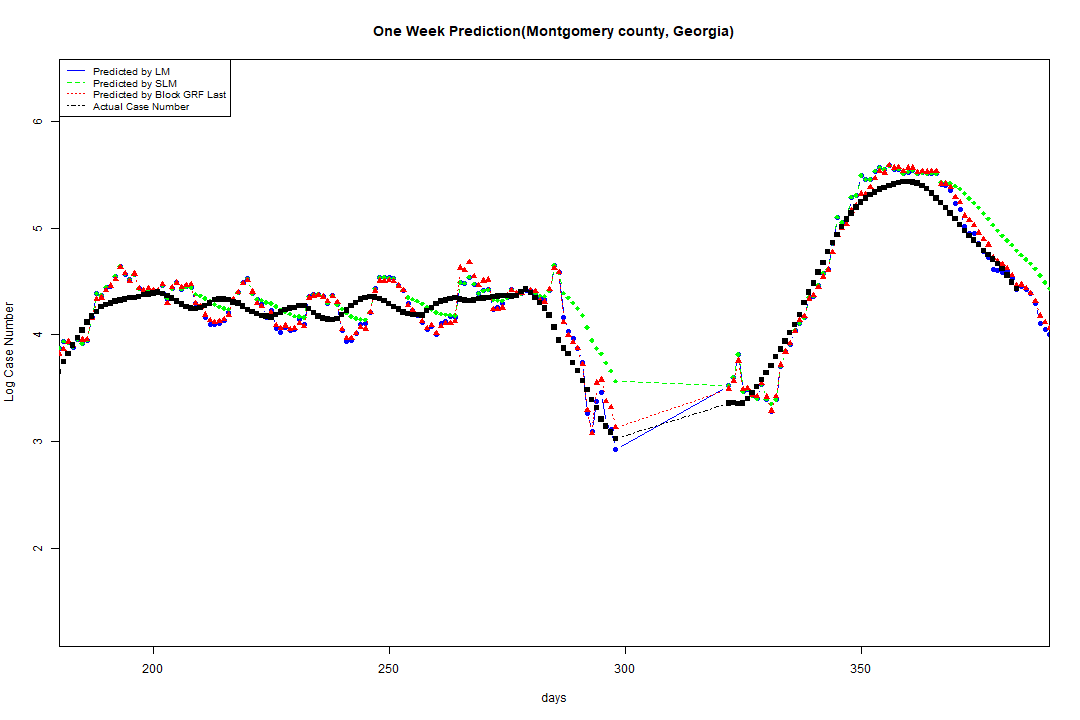 One Week Prediction(Montgomery county, Georgia)
Predicted by LM
Predicted by SLM
Predicted by Block GRF Last
Actual Case Number
Log Case Number
6
5
4
3
2
200
250
300
350
days